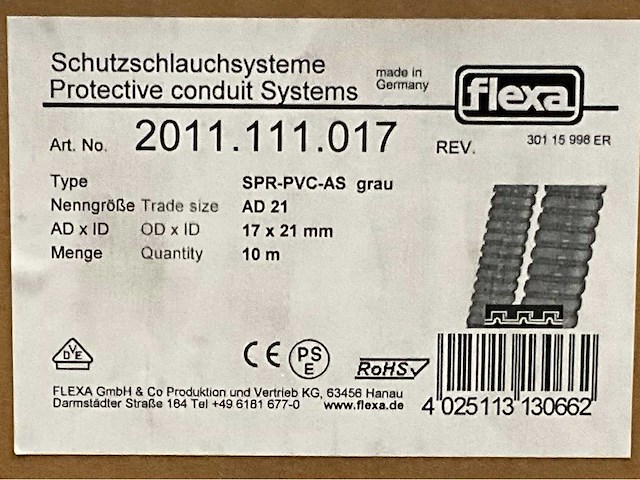 Schutzschlauchsysteme
Protective conduit Systems
made in
Germany
flexa
Art. No. 2011.111.017 REV. 301 15 996 ER
Type SPR-PVC-AS grau
Nenngröße Trade size AD 21
AD x ID OD x ID 17 x 21 mm
Menge Quantity 10 m
DVE
CE PS E RoHS
FLEXA GmbH & Co Produktion und Vertrieb KG, 63456 Hanau
Darmstädter Straße 184 Tel +49 6181 677-0 www.flexa.de
4 025113 130662